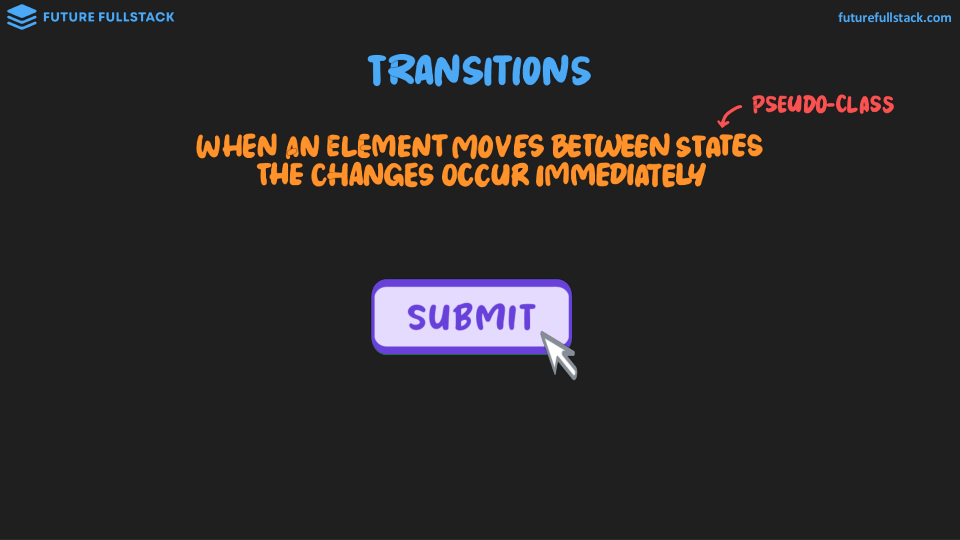 FUTURE FULLSTACK
futurefullstack.com
TRANSITIONS
PSEUDO-CLASS
WHEN AN ELEMENT MOVES BETWEEN STATES
THE CHANGES OCCUR IMMEDIATELY
SUBMIT